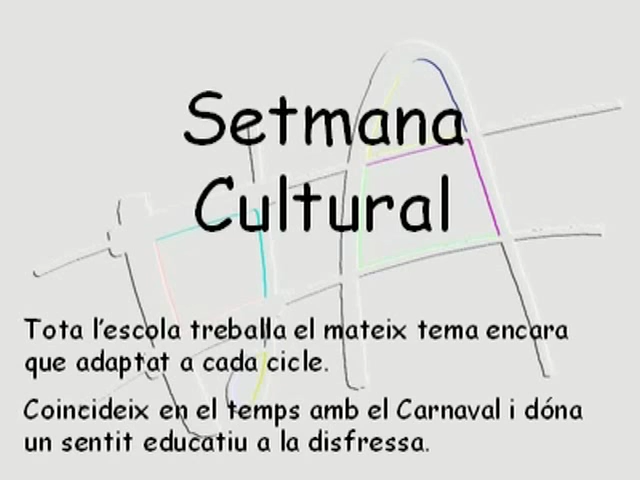 Setmana
Cultural
Tota l'escola treballa el mateix tema encara
que adaptat a cada cicle.
Coincideix en el temps amb el Carnaval i dóna
un sentit educatiu a la disfressa.